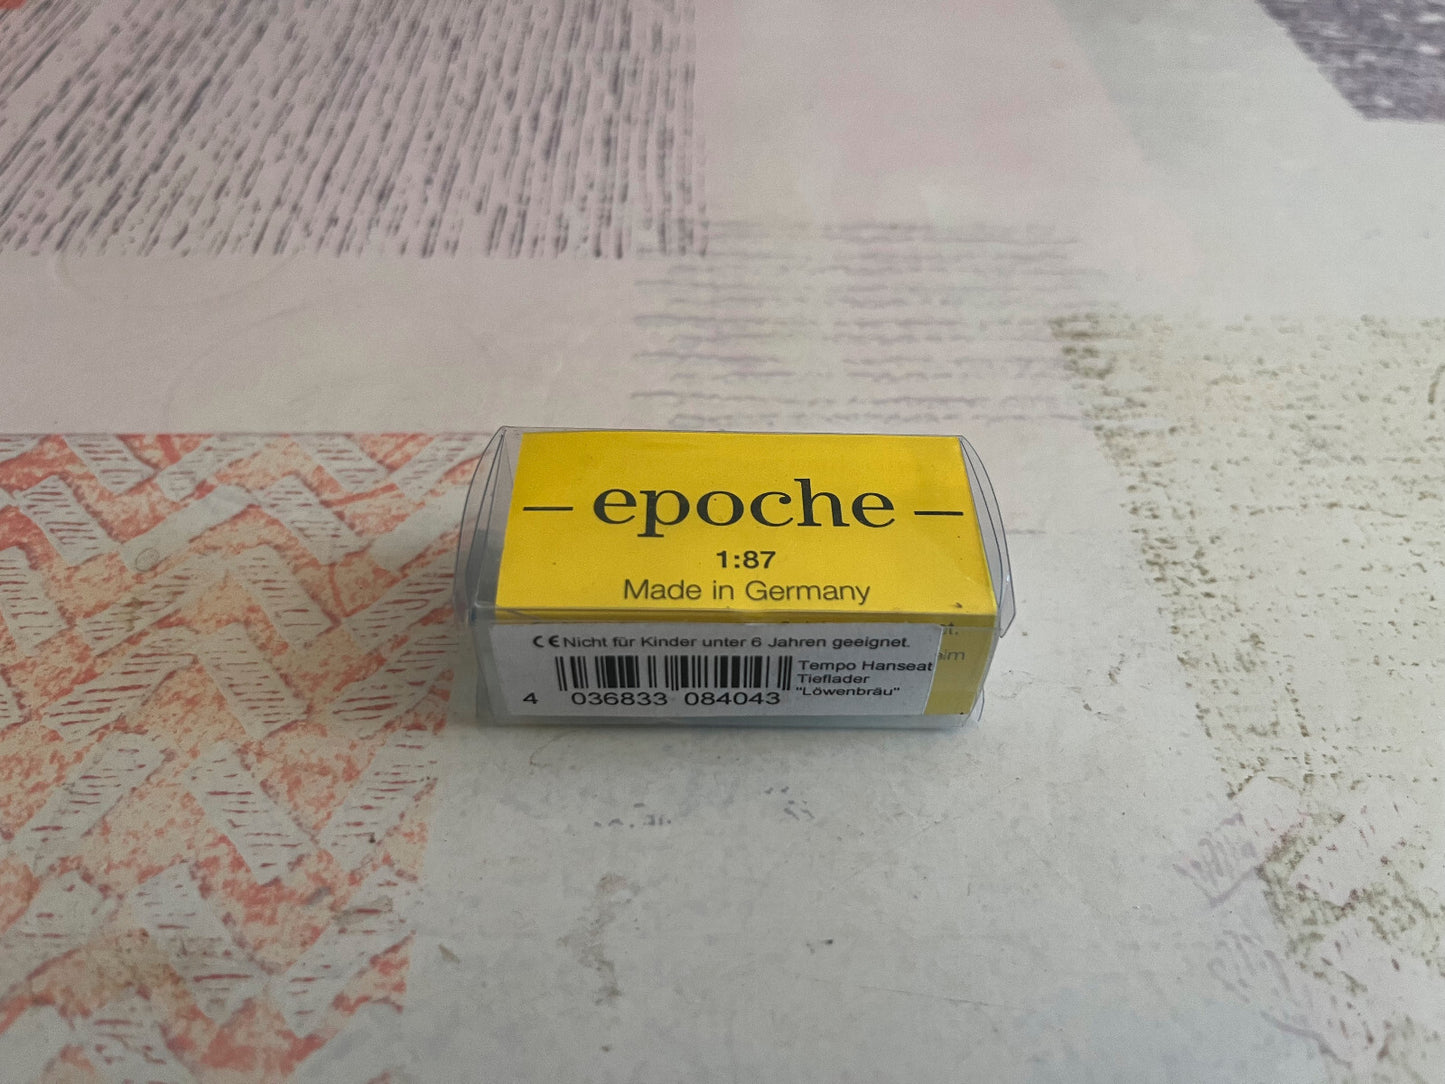 – epoche –
1:87
Made in Germany
CE Nicht für Kinder unter 6 Jahren geeignet.
Tempo Hanseat
Tieflader
"Löwenbräu"
4 036833 084043